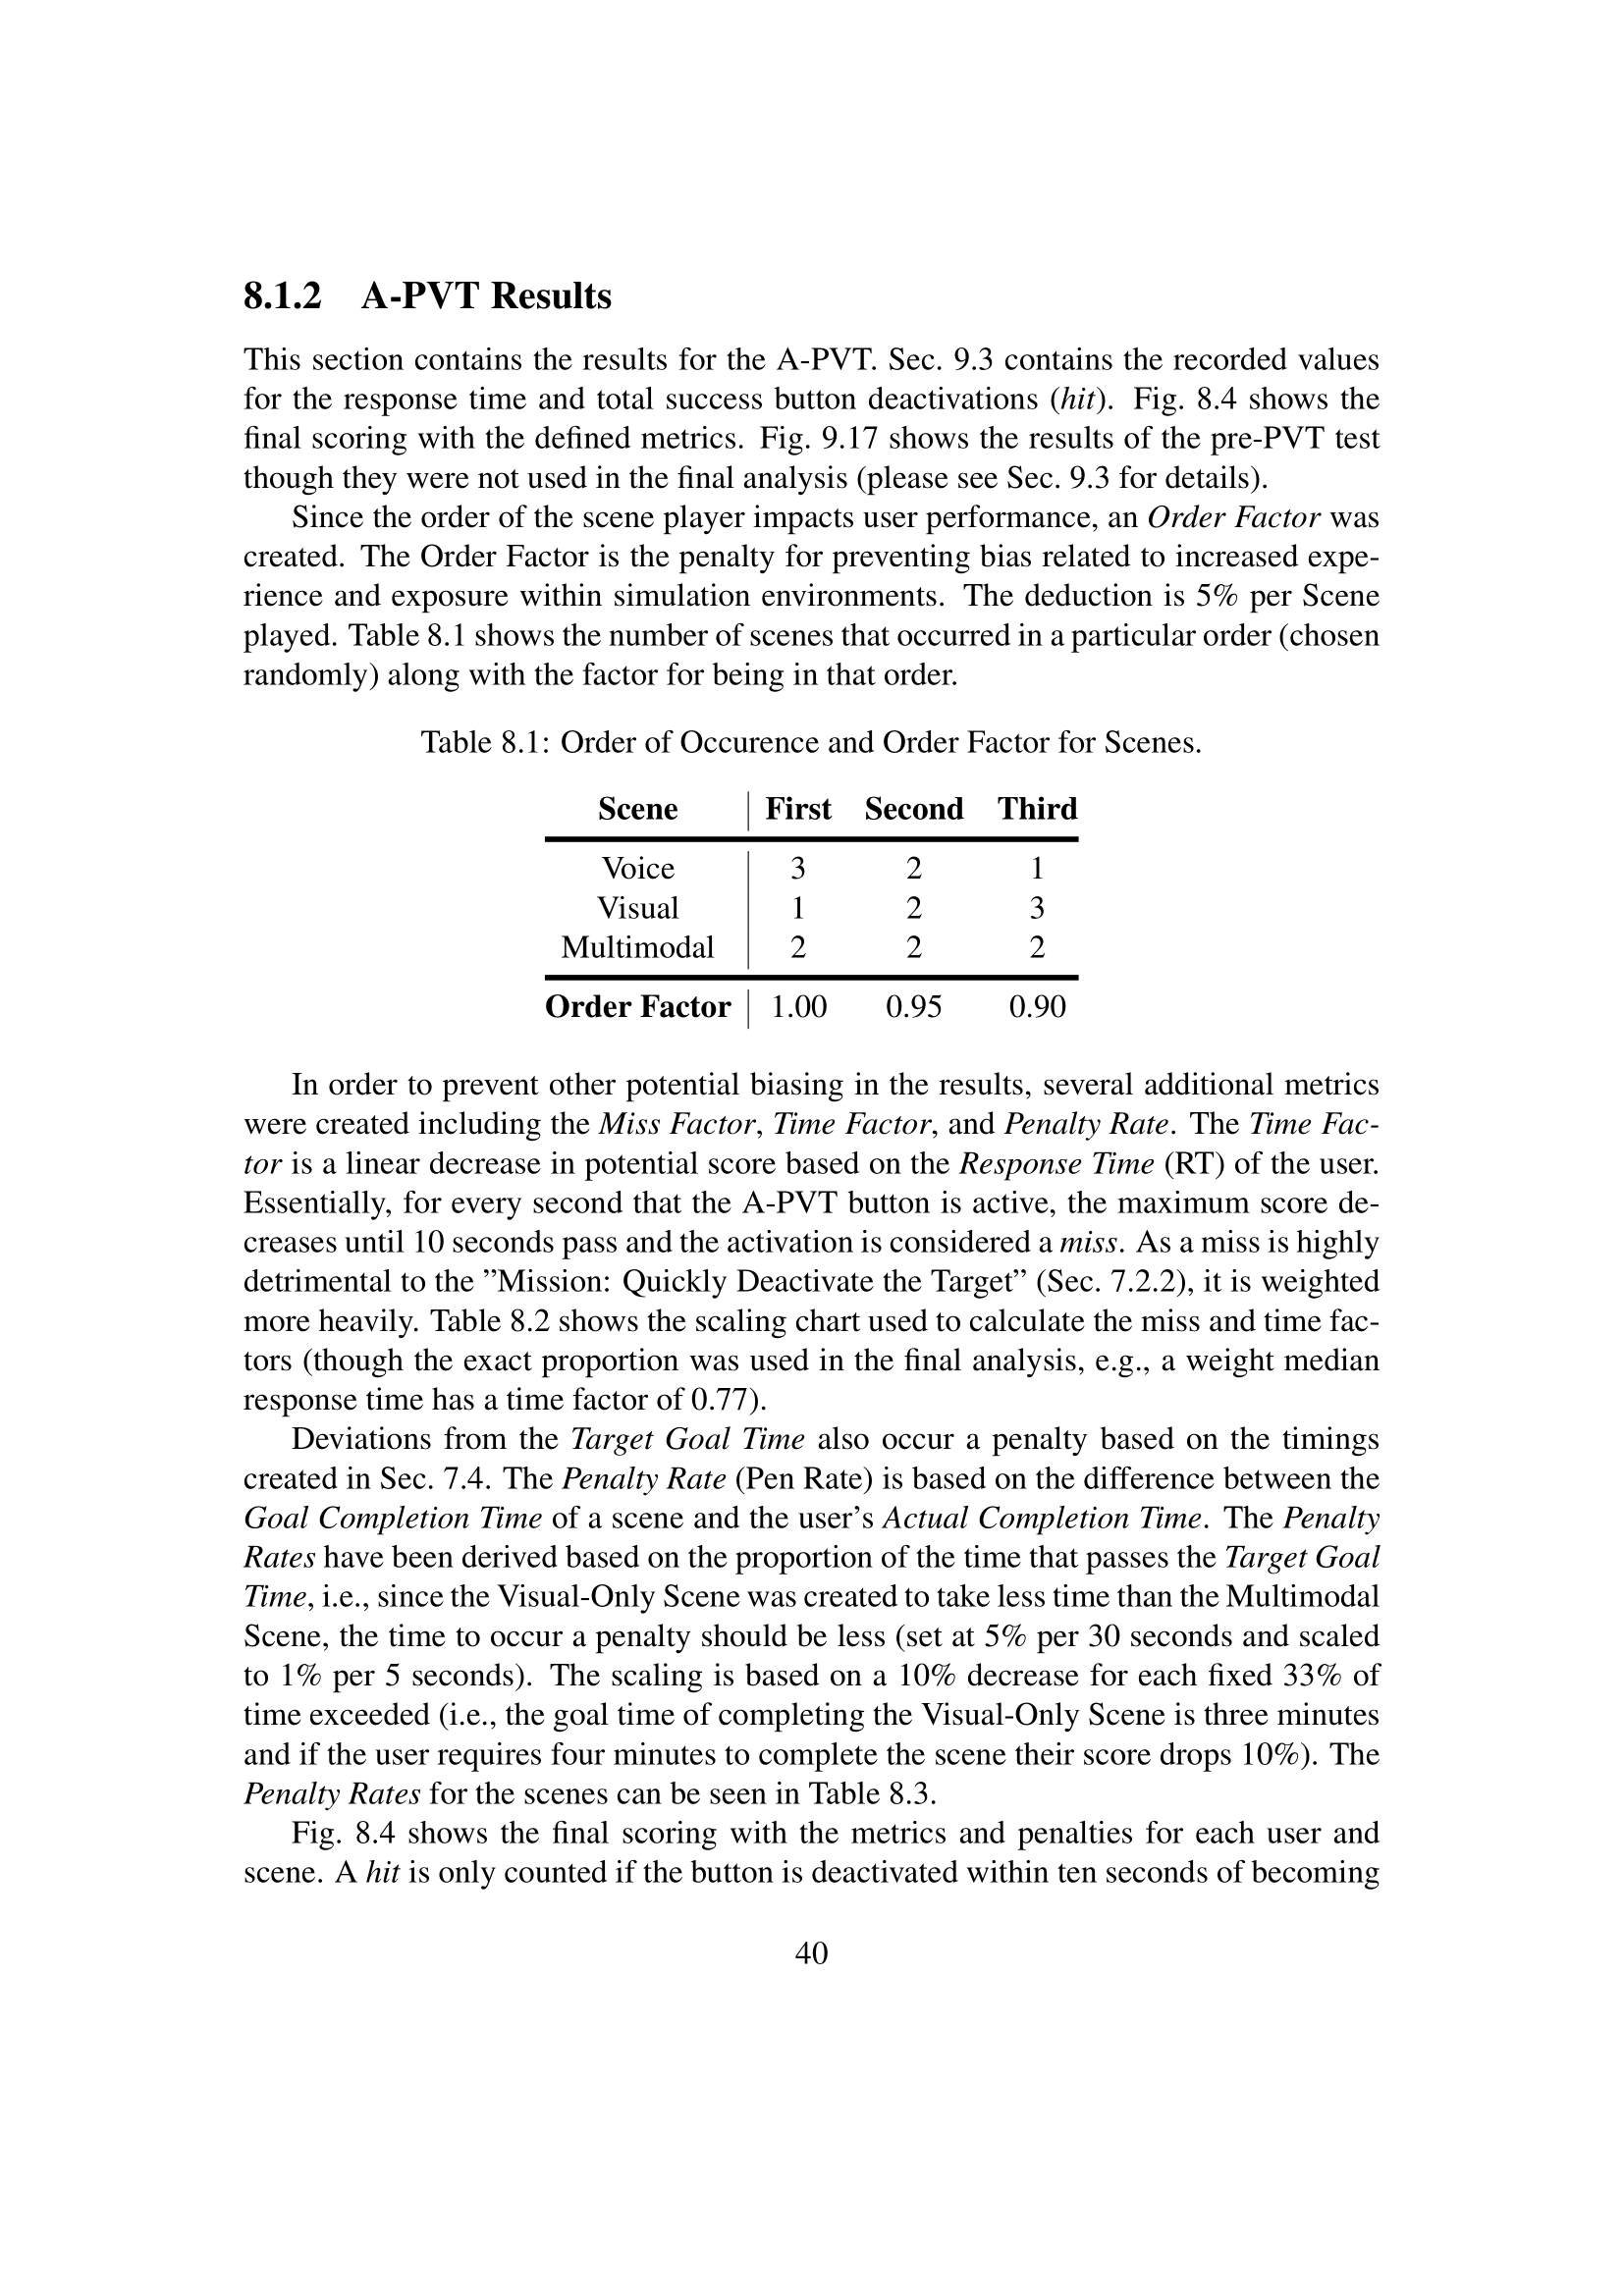 8.1.2 A-PVT Results
This section contains the results for the A-PVT. Sec. 9.3 contains the recorded values
for the response time and total success button deactivations (hit). Fig. 8.4 shows the
final scoring with the defined metrics. Fig. 9.17 shows the results of the pre-PVT test
though they were not used in the final analysis (please see Sec. 9.3 for details).
Since the order of the scene player impacts user performance, an Order Factor was
created. The Order Factor is the penalty for preventing bias related to increased expe-
rience and exposure within simulation environments. The deduction is 5% per Scene
played. Table 8.1 shows the number of scenes that occurred in a particular order (chosen
randomly) along with the factor for being in that order.
Table 8.1: Order of Occurence and Order Factor for Scenes.
Scene First Second Third
Voice 3 2 1
Visual 1 2 3
Multimodal 2 2 2
Order Factor 1.00 0.95 0.90
In order to prevent other potential biasing in the results, several additional metrics
were created including the Miss Factor, Time Factor, and Penalty Rate. The Time Fac-
tor is a linear decrease in potential score based on the Response Time (RT) of the user.
Essentially, for every second that the A-PVT button is active, the maximum score de-
creases until 10 seconds pass and the activation is considered a miss. As a miss is highly
detrimental to the ”Mission: Quickly Deactivate the Target” (Sec. 7.2.2), it is weighted
more heavily. Table 8.2 shows the scaling chart used to calculate the miss and time fac-
tors (though the exact proportion was used in the final analysis, e.g., a weight median
response time has a time factor of 0.77).
Deviations from the Target Goal Time also occur a penalty based on the timings
created in Sec. 7.4. The Penalty Rate (Pen Rate) is based on the difference between the
Goal Completion Time of a scene and the user’s Actual Completion Time. The Penalty
Rates have been derived based on the proportion of the time that passes the Target Goal
Time, i.e., since the Visual-Only Scene was created to take less time than the Multimodal
Scene, the time to occur a penalty should be less (set at 5% per 30 seconds and scaled
to 1% per 5 seconds). The scaling is based on a 10% decrease for each fixed 33% of
time exceeded (i.e., the goal time of completing the Visual-Only Scene is three minutes
and if the user requires four minutes to complete the scene their score drops 10%). The
Penalty Rates for the scenes can be seen in Table 8.3.
Fig. 8.4 shows the final scoring with the metrics and penalties for each user and
scene. A hit is only counted if the button is deactivated within ten seconds of becoming
40